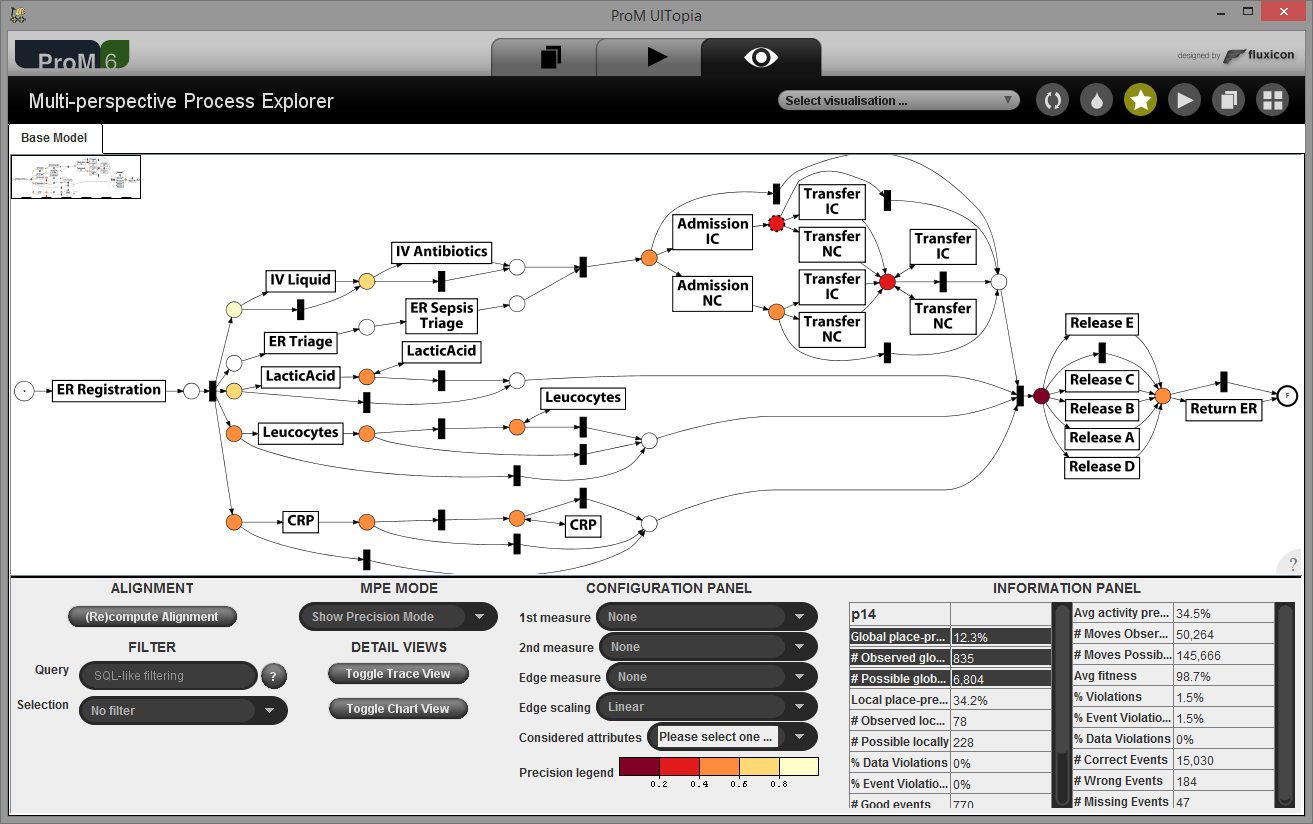 ProM UITopia
ProM 6
designed by fluxicon
Multi-perspective Process Explorer
Select visualisation ...
Base Model
Transfer IC
Admission IC
Transfer NC
Transfer IC
IV Antibiotics
IV Liquid
Admission NC
Transfer IC
Transfer NC
Transfer NC
ER Sepsis Triage
ER Triage
LacticAcid
Release E
ER Registration
LacticAcid
Release C
Leucocytes
Release B
Return ER
F
Leucocytes
Release A
Release D
CRP
CRP
?
ALIGNMENT
(Re)compute Alignment
FILTER
Query SQL-like filtering ?
Selection No filter
MPE MODE
Show Precision Mode
DETAIL VIEWS
Toggle Trace View
Toggle Chart View
CONFIGURATION PANEL
1st measure None
2nd measure None
Edge measure None
Edge scaling Linear
Considered attributes Please select one ...
Precision legend
0.2 0.4 0.6 0.8
INFORMATION PANEL
p14
Global place-pr... 12.3%
# Observed glo... 835
# Possible glob... 6,804
Local place-pre... 34.2%
# Observed loc... 78
# Possible locally 228
% Data Violations 0%
% Event Violatio... 0%
# Good events 770
Avg activity pre... 34.5%
# Moves Obser... 50,264
# Moves Possib... 145,666
Avg fitness 98.7%
% Violations 1.5%
% Event Violatio... 1.5%
% Data Violations 0%
# Correct Events 15,030
# Wrong Events 184
# Missing Events 47